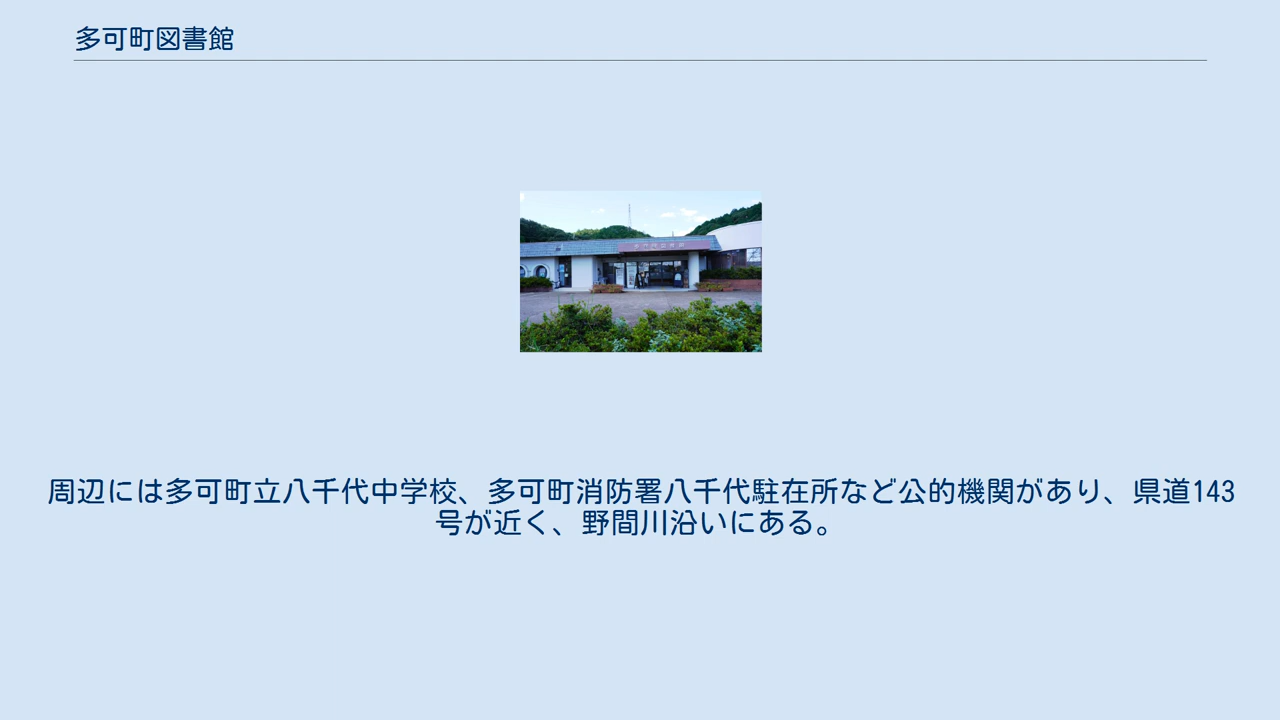 多可町図書館
周辺には多可町立八千代中学校、多可町消防署八千代駐在所など公的機関があり、県道143
号が近く、野間川沿いにある。